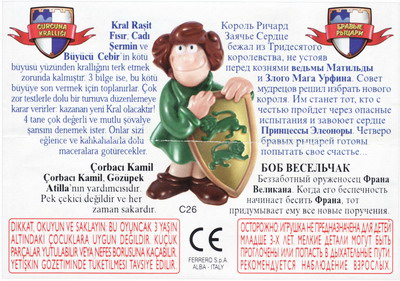 CURCUNA
KRALLIĞI
Kral Raşit
Fısır, Cadı
Şermin ve
Büyücü Cebir'in kötü
büyüsü yüzünden krallığını terk etmek
zorunda kalmıştır. 3 bilge ise, bu kötü
büyüye son vermek için toplanırlar. Çok
zor testlerle dolu bir turnuva düzenlemeye
karar verirler: kazanan yeni Kral olacaktır!
4 tane çok değerli ve mutlu şövalye
şansını denemek ister. Onlar sizi
eğlence ve kahkahalarla dolu
maceralara götürecekler.
Çorbacı Kamil
Çorbacı Kamil, Gözüpek
Atilla'nın yardımcısıdır.
Pek çekici değildir ve her
zaman sakardır.
C26
БРАВЫЕ
РЫЦАРИ
Король Ричард
Заячье Сердце
бежал из Тридесятого
королевства, не устояв
перед кознями ведьмы Матильды
и Злого Мага Урфина. Совет
мудрецов решил избрать нового
короля. Им станет тот, кто с
честью пройдет через опасные
испытания и завоюет сердце
Принцессы Элеоноры. Четверо
бравых рыцарей готовы
попытать свое счастье...
БОБ ВЕСЕЛЬЧАК
Беззаботный оруженосец Франа
Великана. Когда его беспечность
начинает бесить Франа, тот
придумывает ему все новые поручения.
DIKKAT, OKUYUN VE SAKLAYIN. BU OYUNCAK 3 YAŞIN
ALTINDAKİ ÇOCUKLARA UYGUN DEĞİLDİR. KÜÇÜK
PARÇALAR YUTULABİLİR VEYA NEFES BORUSUNA KAÇABİLİR.
YETİŞKİN GÖZETİMİNDE TÜKETİLMESİ TAVSİYE EDİLİR.
CE
FERRERO S.p.A.
ALBA - ITALY
ОСТОРОЖНО! ИГРУШКА НЕ ПРЕДНАЗНАЧЕНА ДЛЯ ДЕТЕЙ
МЛАДШЕ 3-Х ЛЕТ. МЕЛКИЕ ДЕТАЛИ МОГУТ БЫТЬ
ПРОГЛОЧЕНЫ ИЛИ ПОПАСТЬ В ДЫХАТЕЛЬНЫЕ ПУТИ.
РЕКОМЕНДУЕТСЯ НАБЛЮДЕНИЕ ВЗРОСЛЫХ.